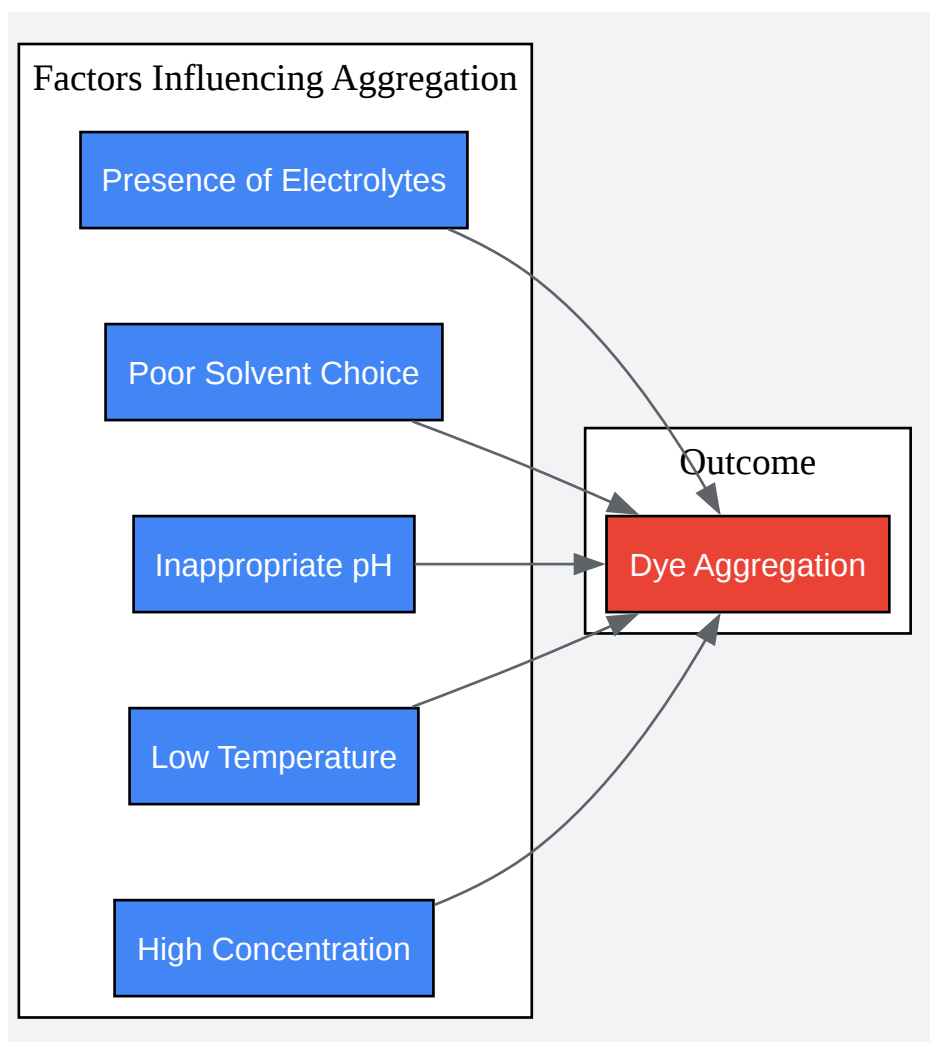 Factors Influencing Aggregation
Presence of Electrolytes
Poor Solvent Choice
Inappropriate pH
Low Temperature
High Concentration
Outcome
Dye Aggregation